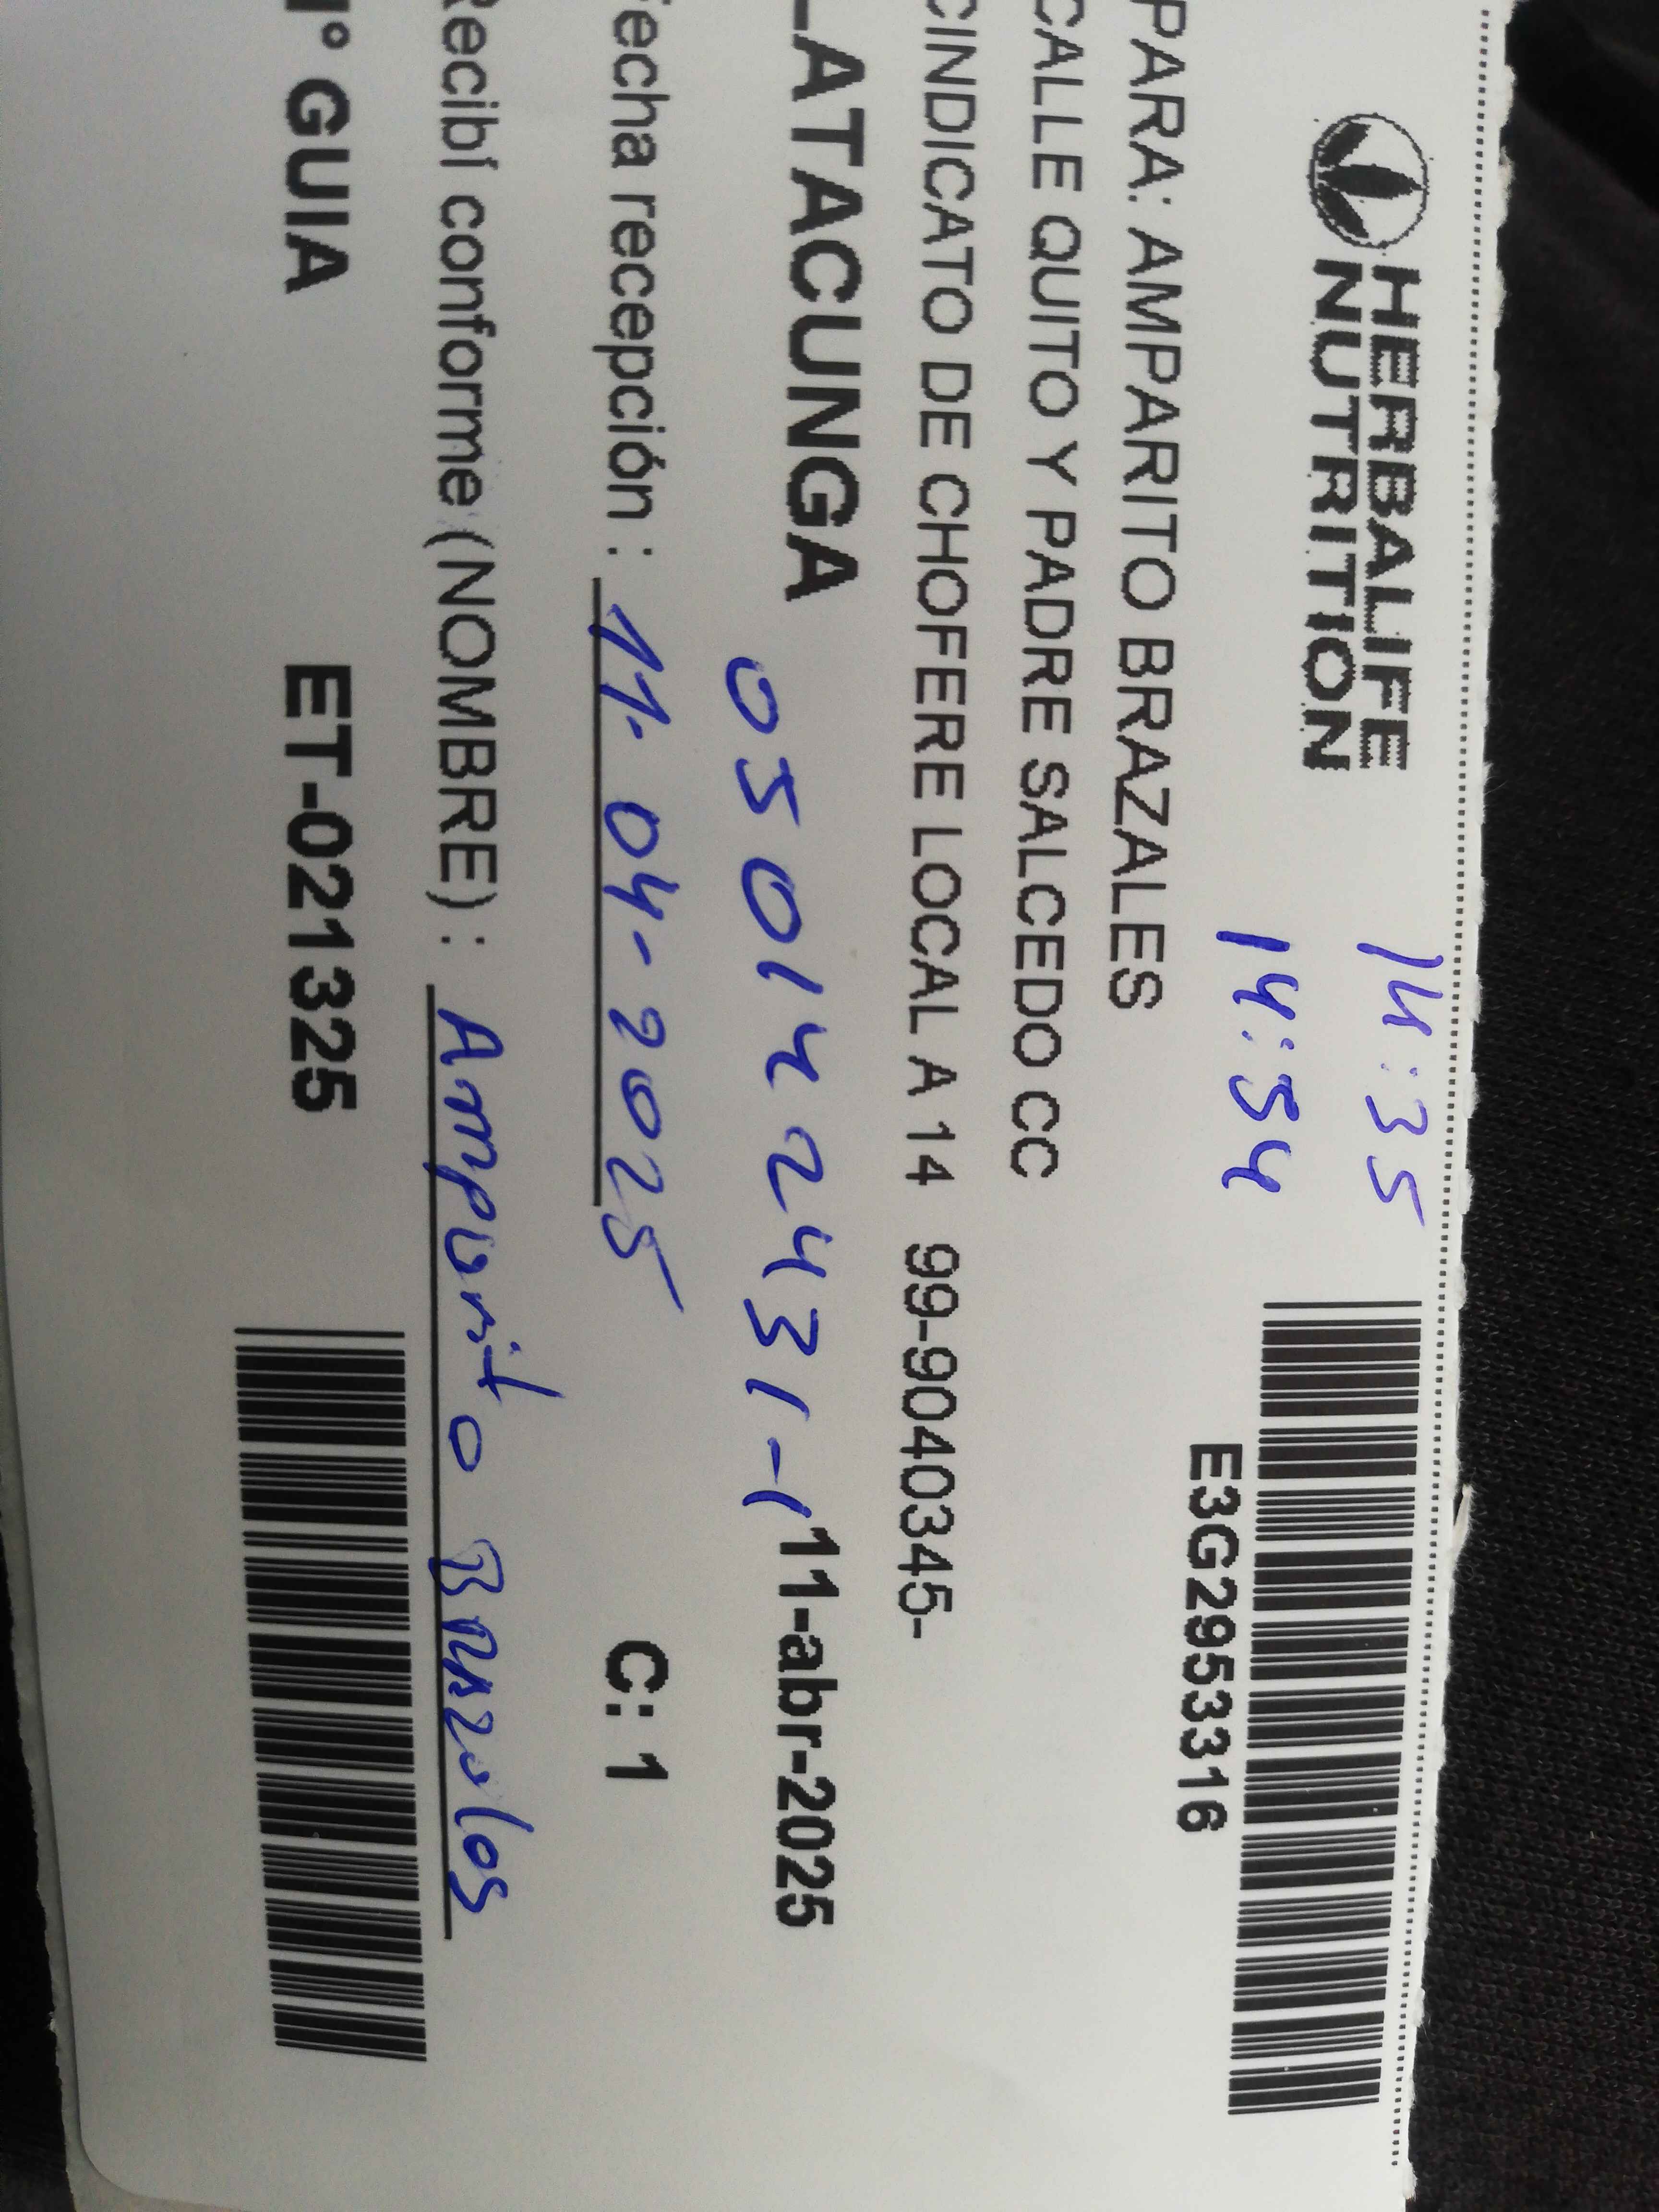 HERBALIFE
NUTRITION
14:35
14:54
E3G2953316
PARA: AMPARITO BRAZALES
CALLE QUITO Y PADRE SALCEDO CC
CINDICATO DE CHOFERE LOCAL A 14 99-9040345-
LATACUNGA
050142431-1
11-abr-2025
Fecha recepción : 11-04-2025
C: 1
Recibí conforme (NOMBRE) : Amparito Brazales
N° GUIA ET-021325